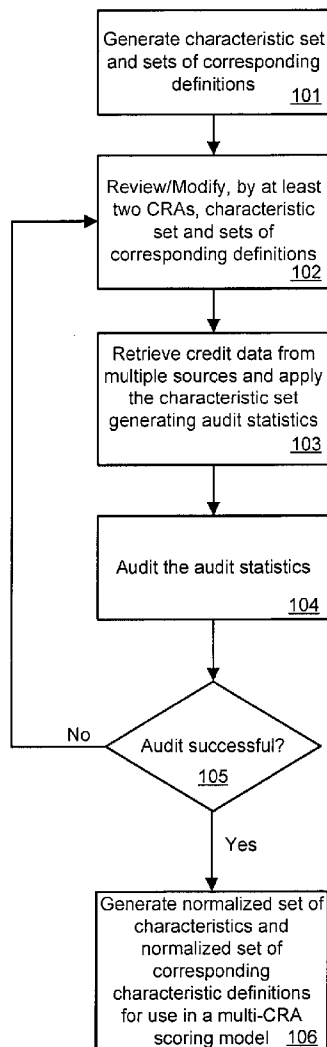 Generate characteristic set
and sets of corresponding
definitions
101
Review/Modify, by at least
two CRAs, characteristic
set and sets of
corresponding definitions
102
Retrieve credit data from
multiple sources and apply
the characteristic set
generating audit statistics
103
Audit the audit statistics
104
No
Audit successful?
105
Yes
Generate normalized set of
characteristics and
normalized set of
corresponding
characteristic definitions
for use in a multi-CRA
scoring model 106